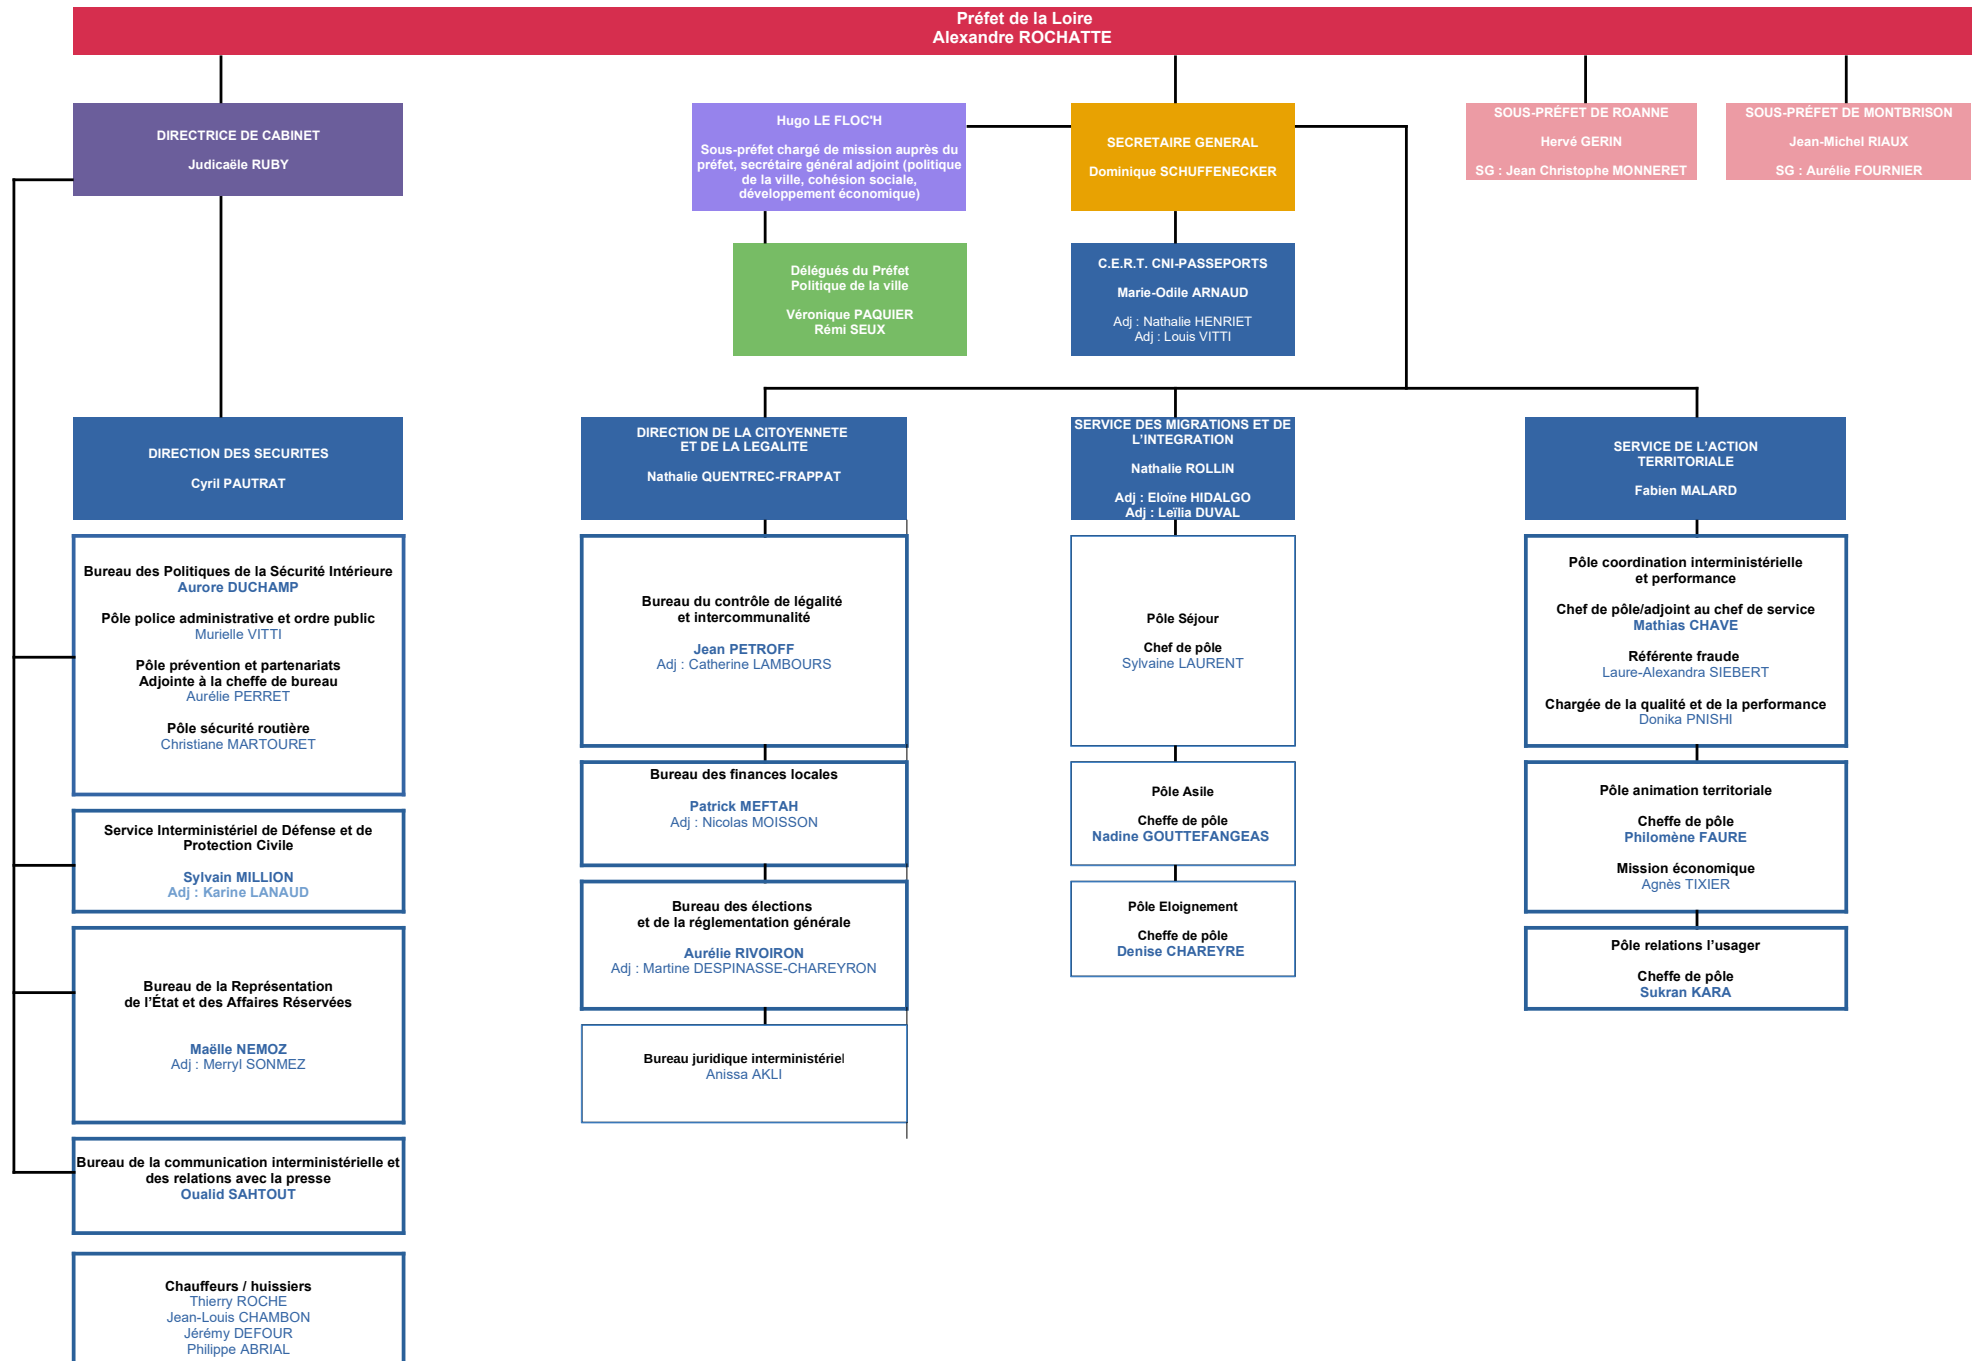 Préfet de la Loire
Alexandre ROCHATTE
DIRECTRICE DE CABINET
Judicaële RUBY
Hugo LE FLOC'H
Sous-préfet chargé de mission auprès du
préfet, secrétaire général adjoint (politique
de la ville, cohésion sociale,
développement économique)
SECRETAIRE GENERAL
Dominique SCHUFFENECKER
SOUS-PRÉFET DE ROANNE
Hervé GERIN
SG : Jean Christophe MONNERET
SOUS-PRÉFET DE MONTBRISON
Jean-Michel RIAUX
SG : Aurélie FOURNIER
Délégués du Préfet
Politique de la ville
Véronique PAQUIER
Rémi SEUX
C.E.R.T. CNI-PASSEPORTS
Marie-Odile ARNAUD
Adj : Nathalie HENRIET
Adj : Louis VITTI
DIRECTION DES SECURITES
Cyril PAUTRAT
Bureau des Politiques de la Sécurité Intérieure
Aurore DUCHAMP
Pôle police administrative et ordre public
Murielle VITTI
Pôle prévention et partenariats
Adjointe à la cheffe de bureau
Aurélie PERRET
Pôle sécurité routière
Christiane MARTOURET
Service Interministériel de Défense et de
Protection Civile
Sylvain MILLION
Adj : Karine LANAUD
Bureau de la Représentation
de l'État et des Affaires Réservées
Maëlle NEMOZ
Adj : Merryl SONMEZ
Bureau de la communication interministérielle et
des relations avec la presse
Oualid SAHTOUT
Chauffeurs / huissiers
Thierry ROCHE
Jean-Louis CHAMBON
Jérémy DEFOUR
Philippe ABRIAL
DIRECTION DE LA CITOYENNETE
ET DE LA LEGALITE
Nathalie QUENTREC-FRAPPAT
Bureau du contrôle de légalité
et intercommunalité
Jean PETROFF
Adj : Catherine LAMBOURS
Bureau des finances locales
Patrick MEFTAH
Adj : Nicolas MOISSON
Bureau des élections
et de la réglementation générale
Aurélie RIVOIRON
Adj : Martine DESPINASSE-CHAREYRON
Bureau juridique interministériel
Anissa AKLI
SERVICE DES MIGRATIONS ET DE
L'INTEGRATION
Nathalie ROLLIN
Adj : Eloïne HIDALGO
Adj : Leïlia DUVAL
Pôle Séjour
Chef de pôle
Sylvaine LAURENT
Pôle Asile
Cheffe de pôle
Nadine GOUTTEFANGEAS
Pôle Eloignement
Cheffe de pôle
Denise CHAREYRE
SERVICE DE L'ACTION
TERRITORIALE
Fabien MALARD
Pôle coordination interministérielle
et performance
Chef de pôle/adjoint au chef de service
Mathias CHAVE
Référente fraude
Laure-Alexandra SIEBERT
Chargée de la qualité et de la performance
Donika PNISHI
Pôle animation territoriale
Cheffe de pôle
Philomène FAURE
Mission économique
Agnès TIXIER
Pôle relations l'usager
Cheffe de pôle
Sukran KARA